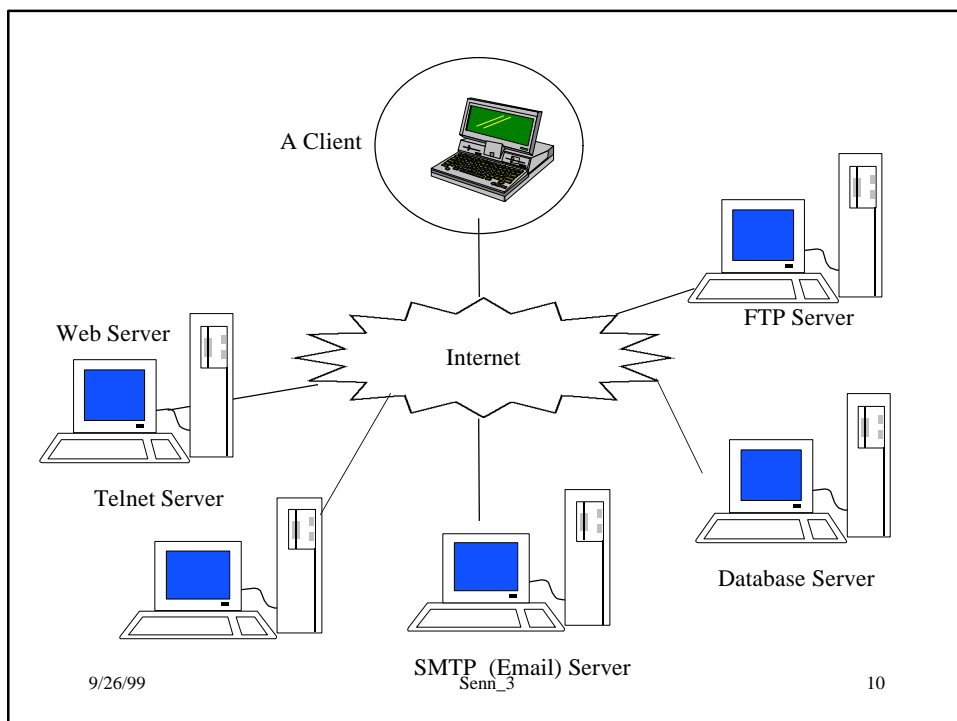 A Client
FTP Server
Web Server
Internet
Telnet Server
Database Server
SMTP (Email) Server
9/26/99
Senn_3
10